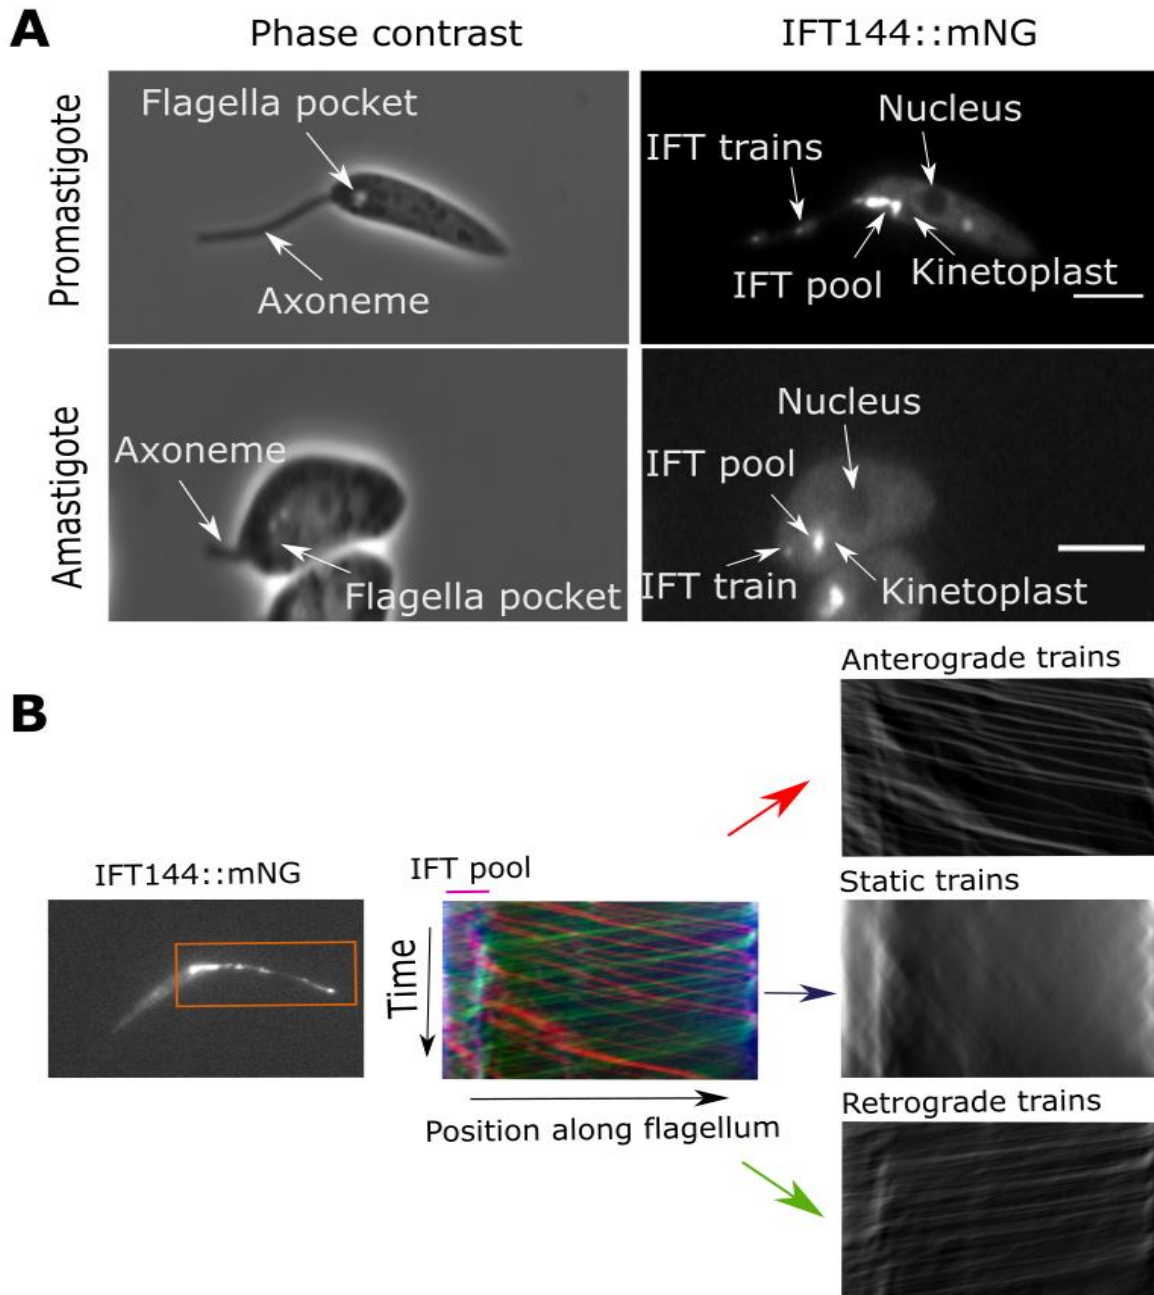 A
Phase contrast
IFT144::mNG
Promastigote
Flagella pocket
Axoneme
Nucleus
IFT trains
IFT pool
Kinetoplast
Amastigote
Axoneme
Flagella pocket
Nucleus
IFT pool
IFT train
Kinetoplast
B
Anterograde trains
IFT144::mNG
IFT pool
Time
Position along flagellum
Static trains
Retrograde trains